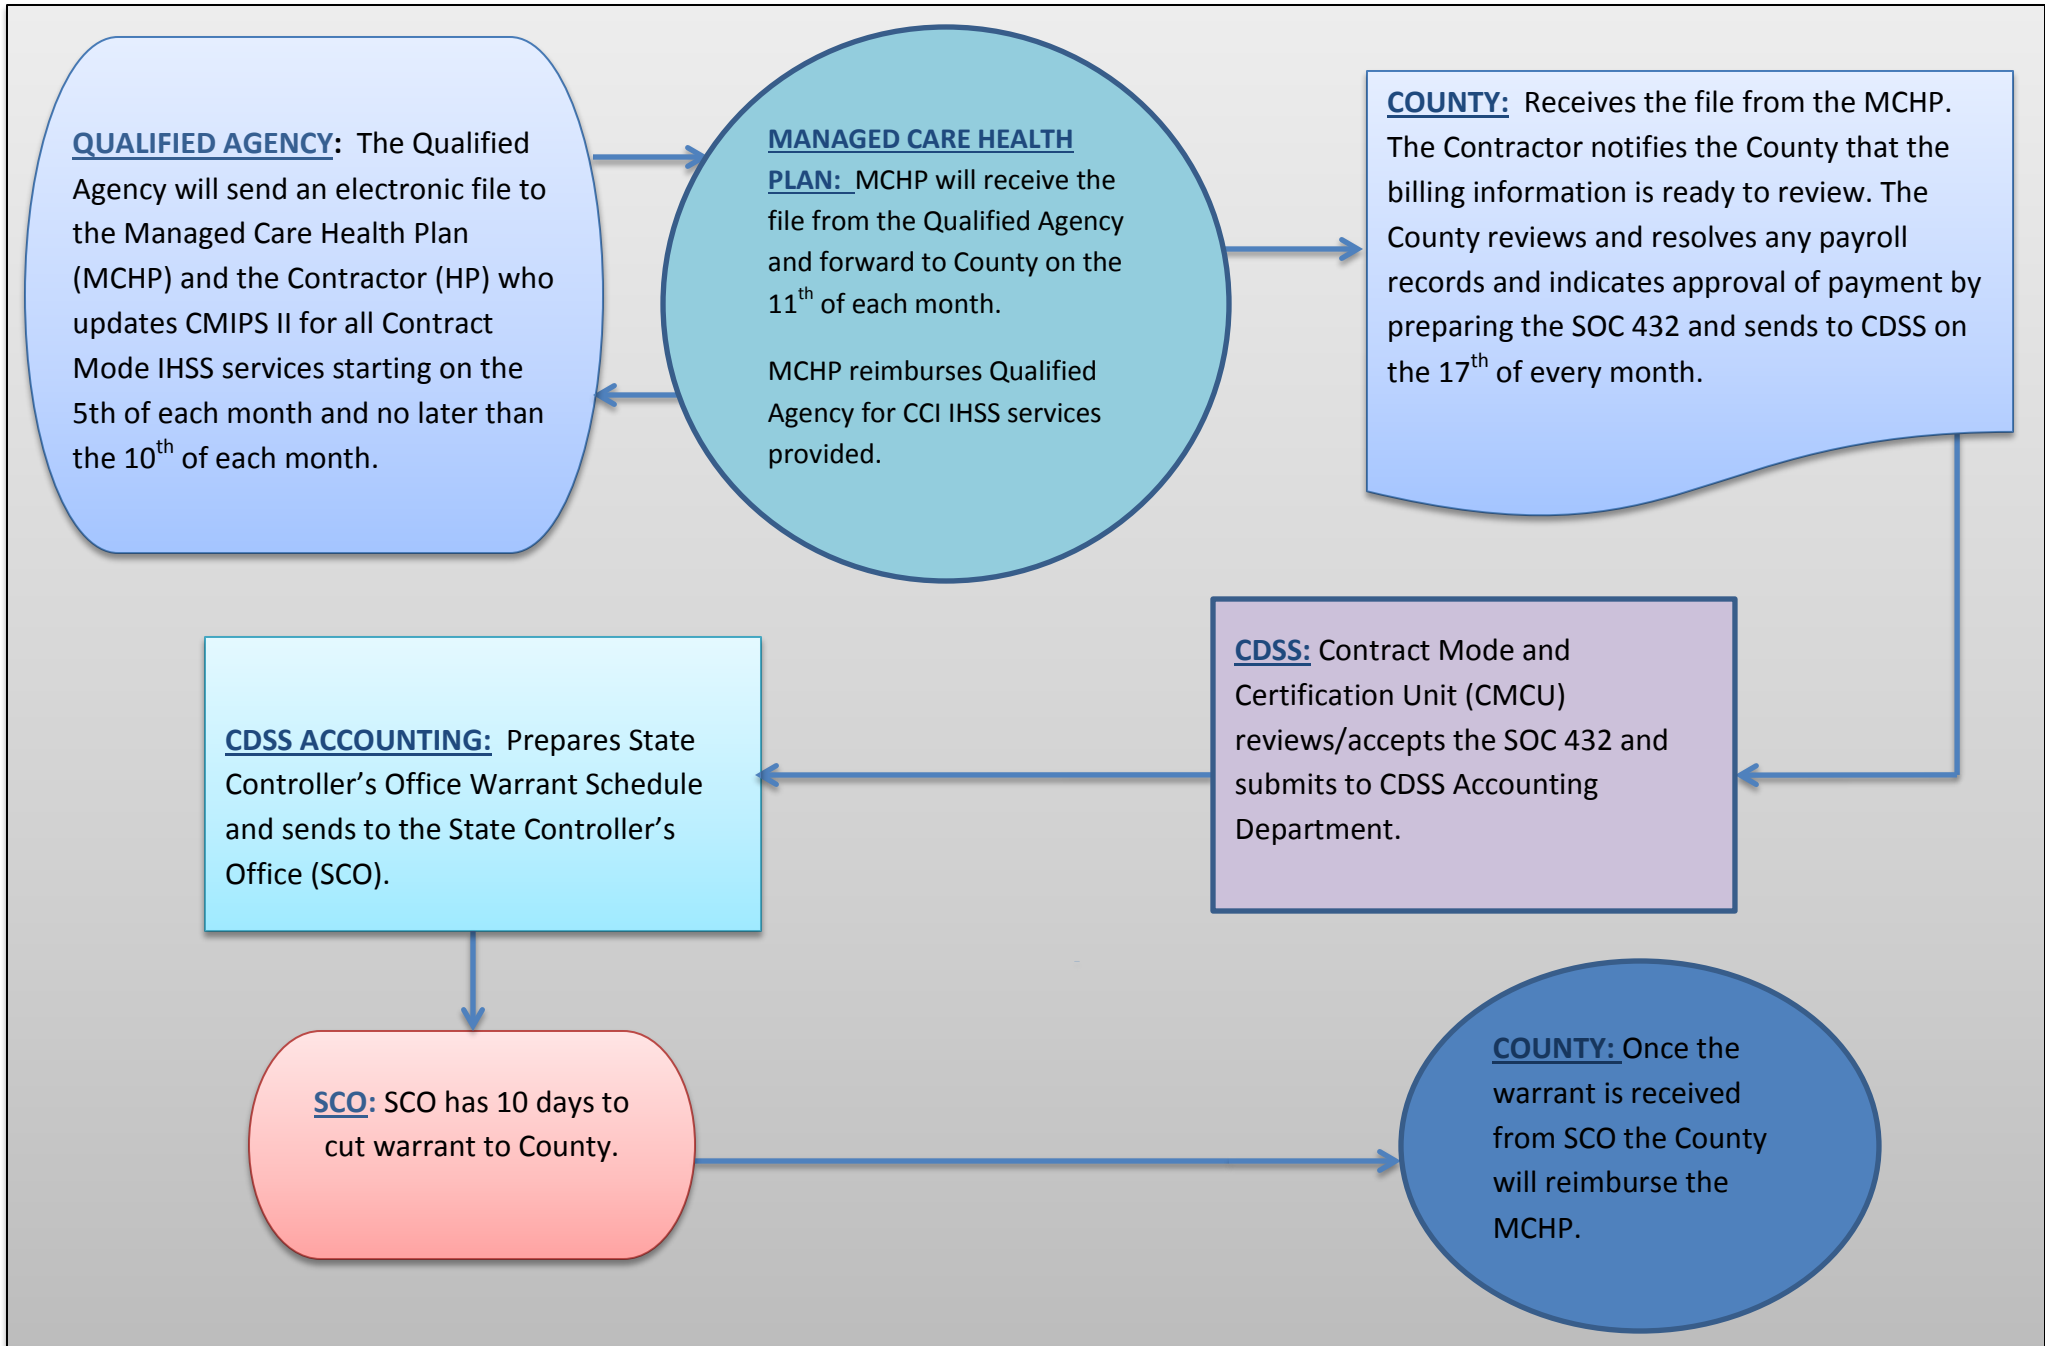 QUALIFIED AGENCY: The Qualified
Agency will send an electronic file to
the Managed Care Health Plan
(MCHP) and the Contractor (HP) who
updates CMIPS II for all Contract
Mode IHSS services starting on the
5th of each month and no later than
the 10th of each month.
MANAGED CARE HEALTH
PLAN: MCHP will receive the
file from the Qualified Agency
and forward to County on the
11th of each month.
MCHP reimburses Qualified
Agency for CCI IHSS services
provided.
COUNTY: Receives the file from the MCHP.
The Contractor notifies the County that the
billing information is ready to review. The
County reviews and resolves any payroll
records and indicates approval of payment by
preparing the SOC 432 and sends to CDSS on
the 17th of every month.
CDSS: Contract Mode and
Certification Unit (CMCU)
reviews/accepts the SOC 432 and
submits to CDSS Accounting
Department.
CDSS ACCOUNTING: Prepares State
Controller’s Office Warrant Schedule
and sends to the State Controller’s
Office (SCO).
SCO: SCO has 10 days to
cut warrant to County.
COUNTY: Once the
warrant is received
from SCO the County
will reimburse the
MCHP.